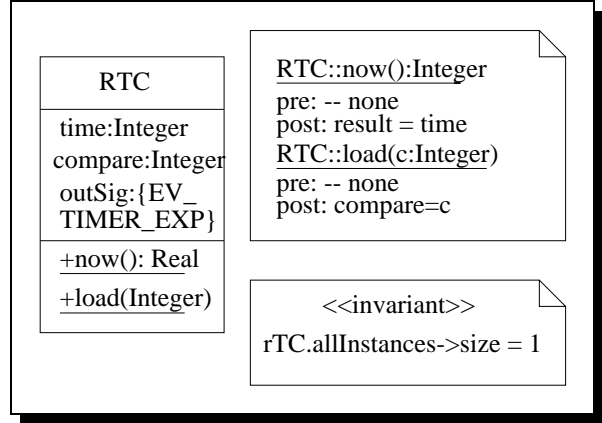 RTC
time:Integer
compare:Integer
outSig:{EV_
TIMER_EXP}
+now(): Real
+load(Integer)
RTC::now():Integer
pre: -- none
post: result = time
RTC::load(c:Integer)
pre: -- none
post: compare=c
<<invariant>>
rTC.allInstances->size = 1